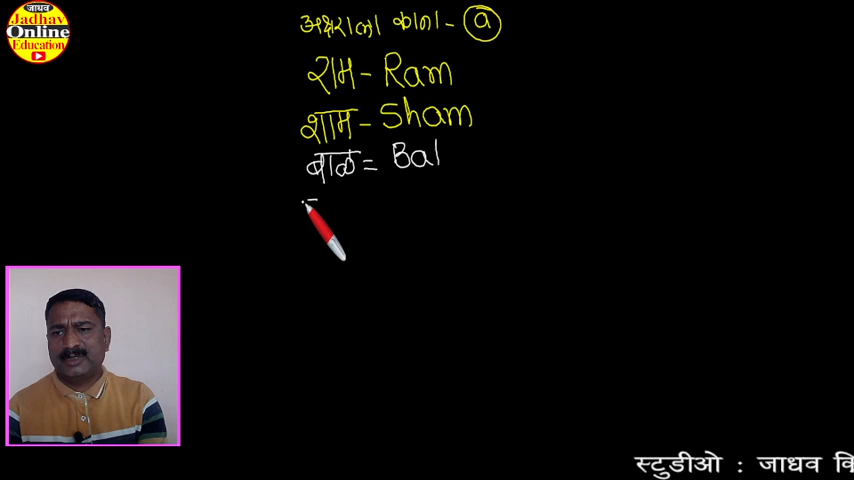 जाधव
Jadhav
Online
Education
अक्षराला काना - a
राम - Ram
शाम - Sham
बाळ = Bal
स्टुडीओ : जाधव वि